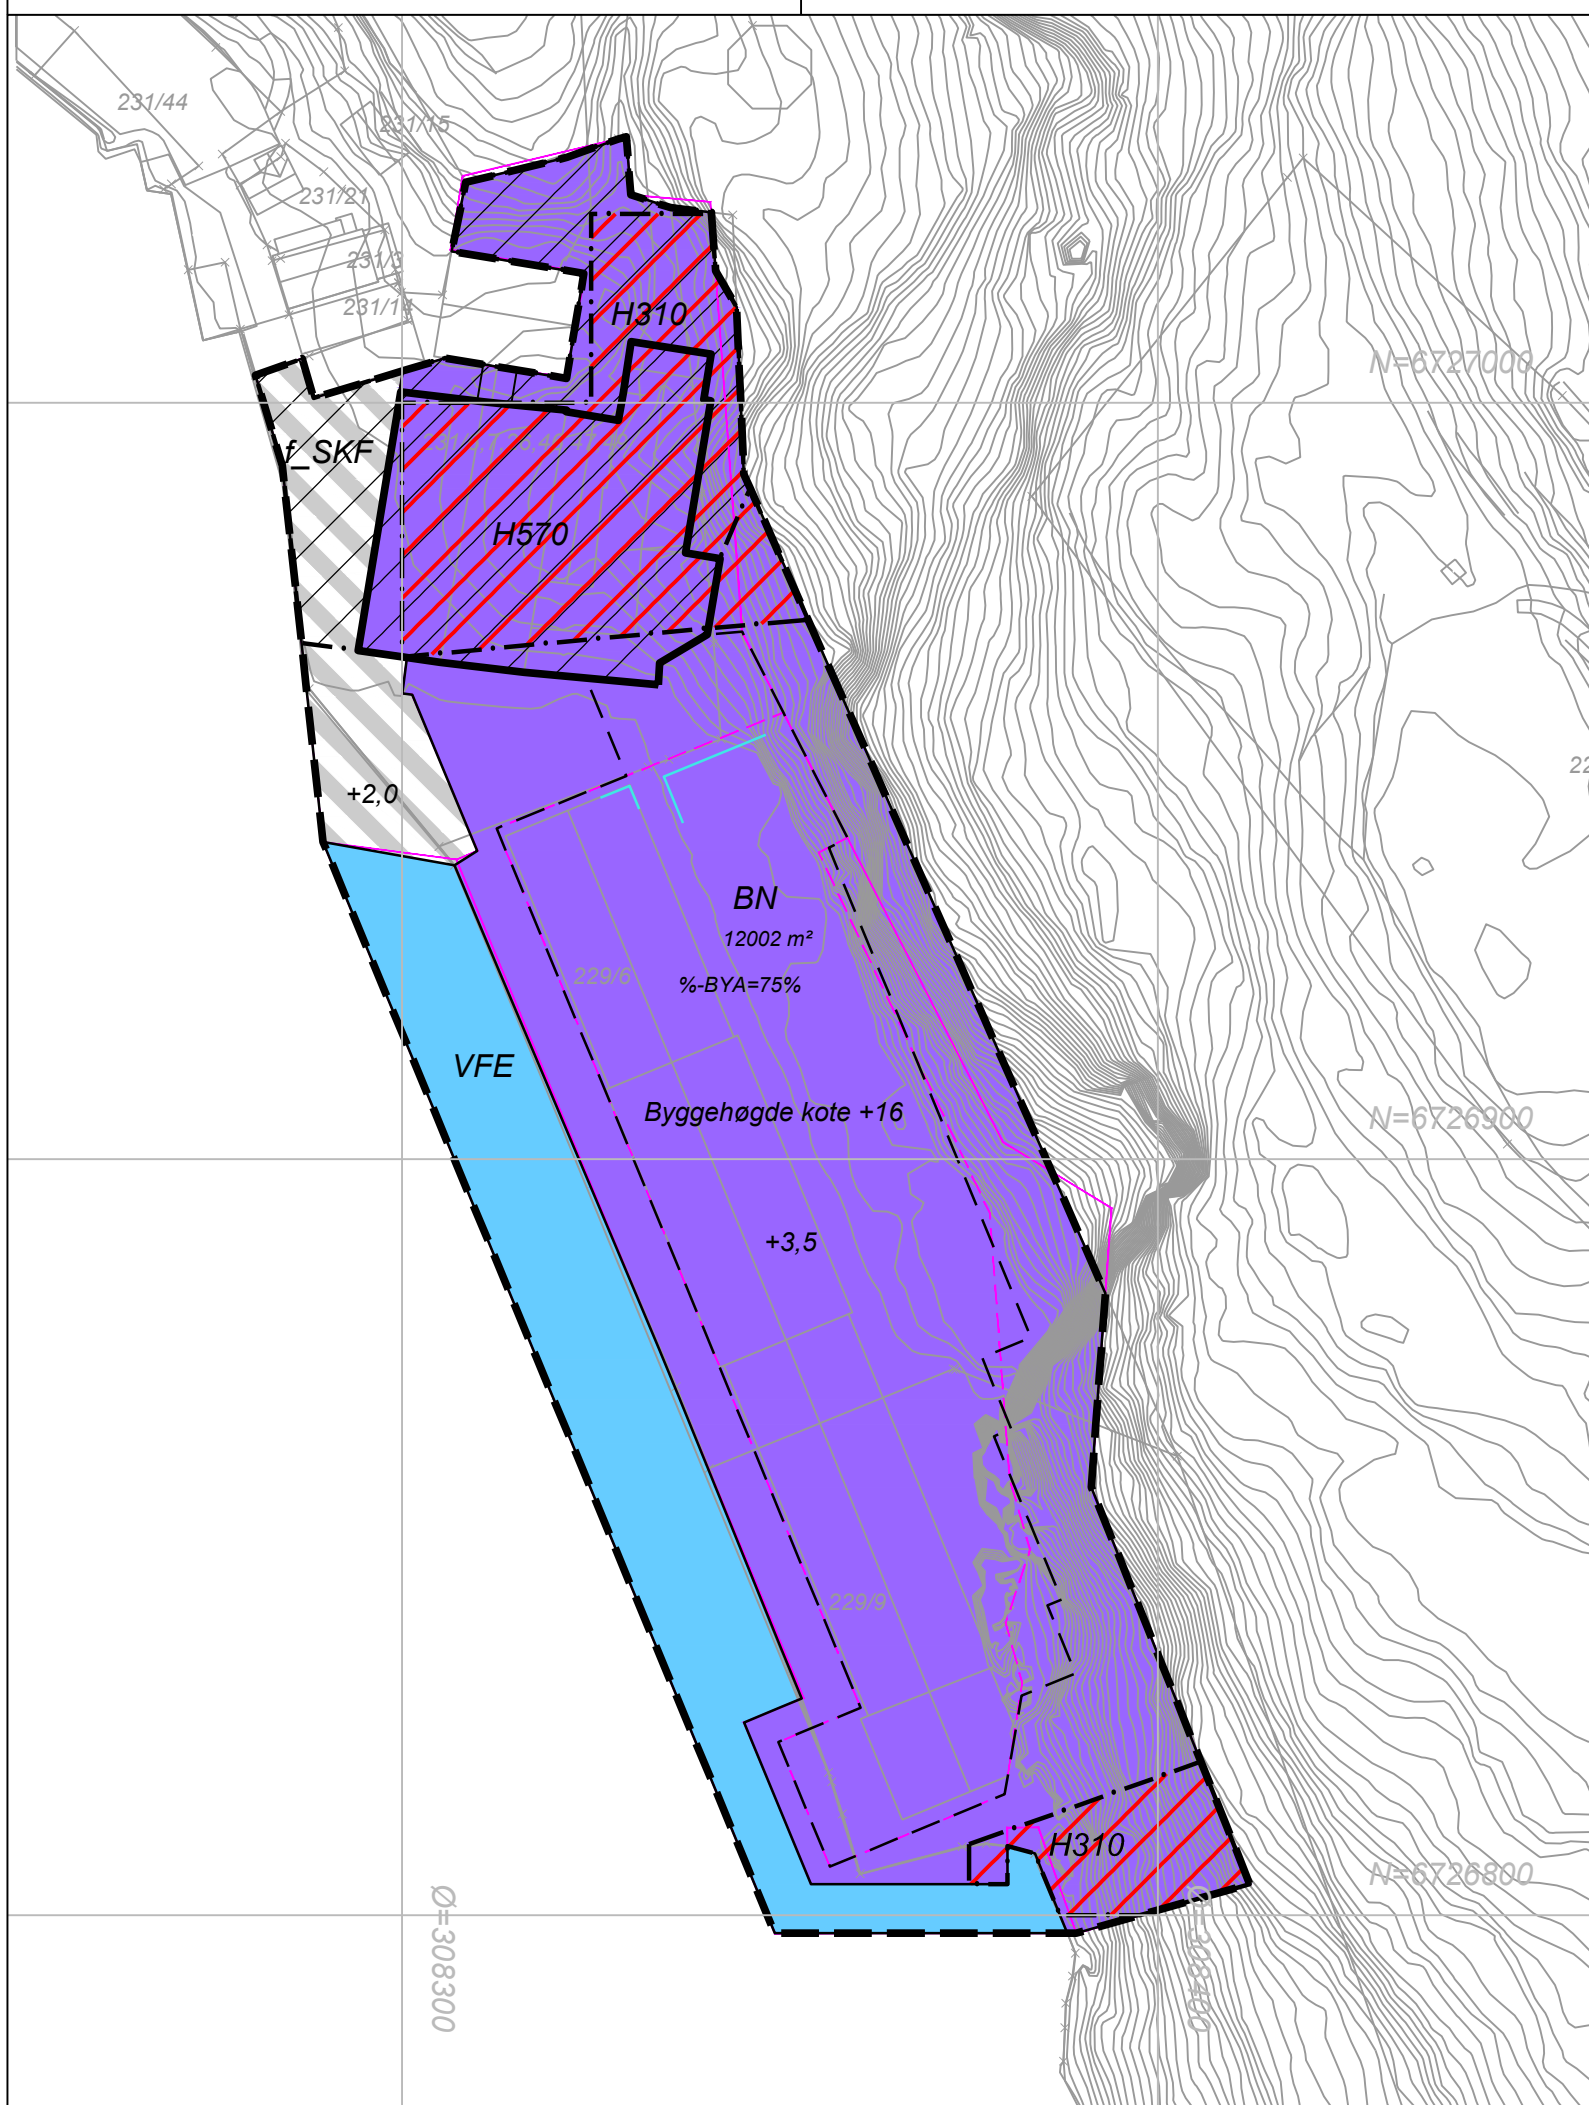 231/44
231/15
231/21
231/3
231/14
H310
N=6727000
f_SKF
H570
+2,0
BN
12002 m²
229/6
%-BYA=75%
VFE
Byggehøgde kote +16
N=6726900
+3,5
229/9
H310
N=6726800
Ø=308300
Ø=308400